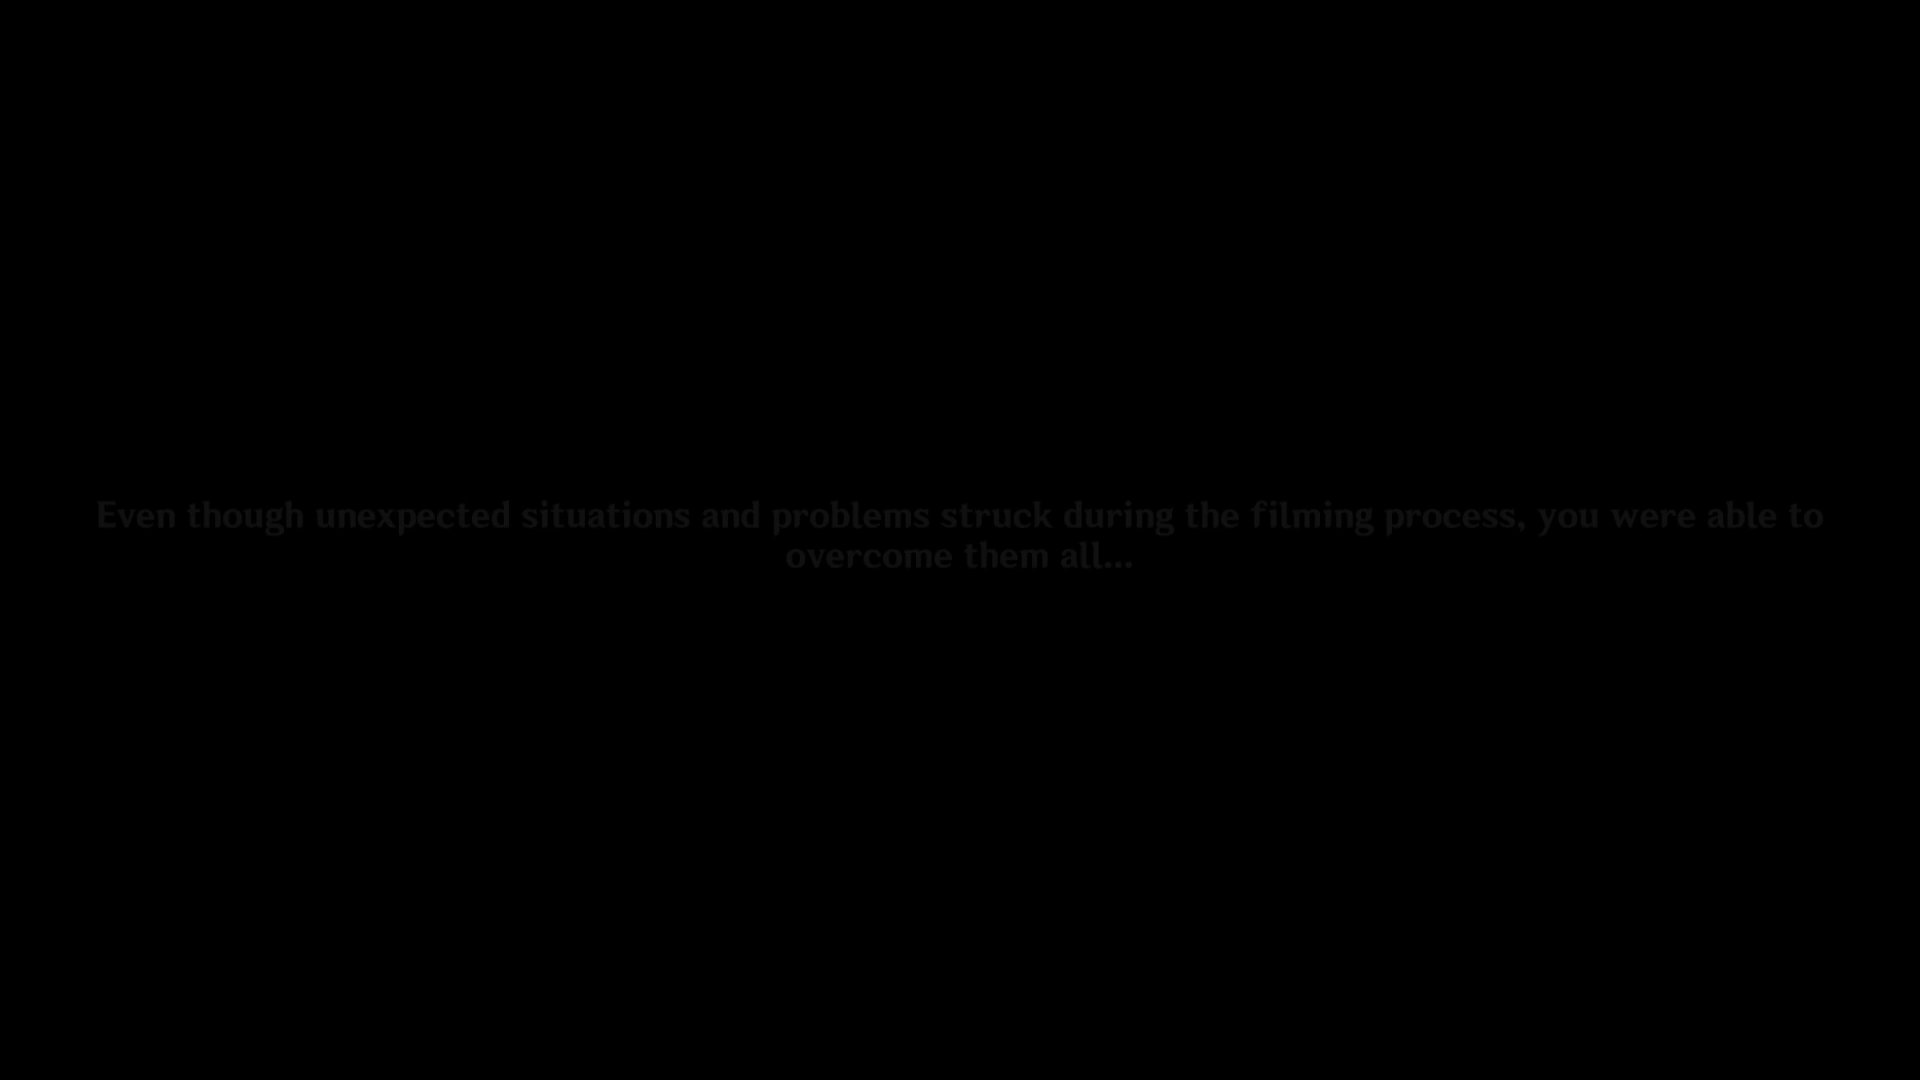 Even though unexpected situations and problems struck during the filming process, you were able to
overcome them all...